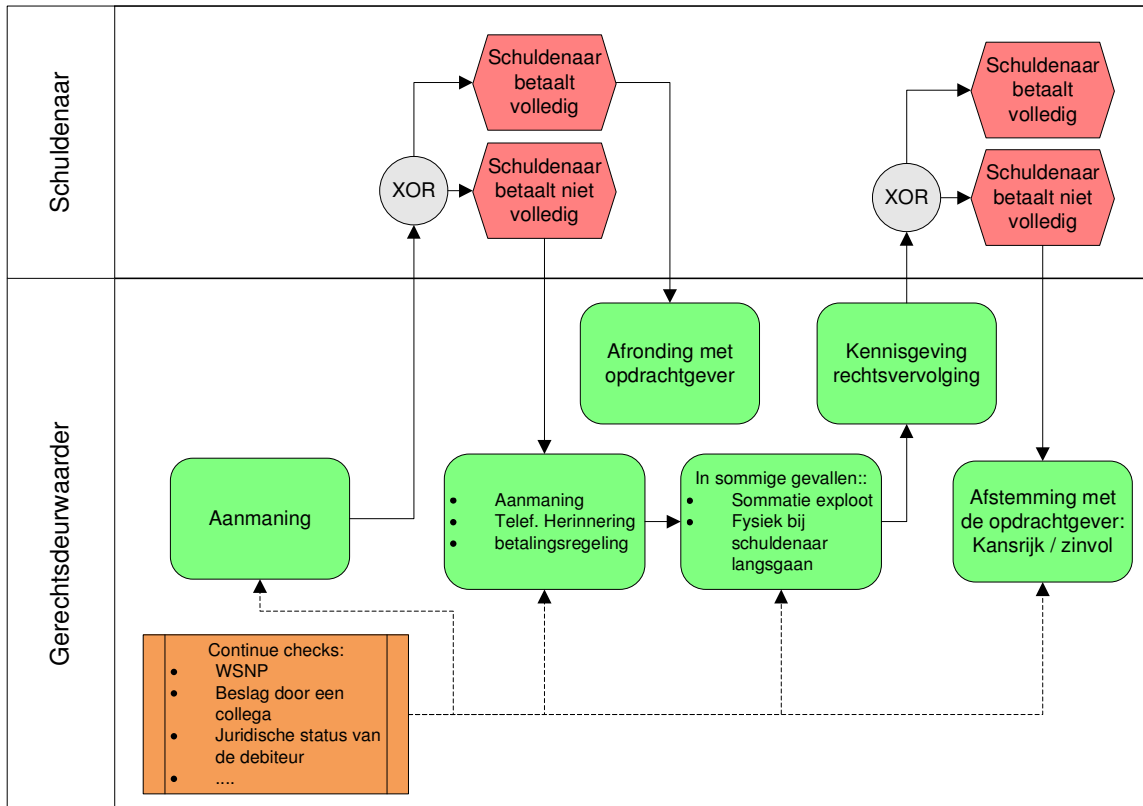 Schuldenaar
Schuldenaar
betaalt
volledig
XOR
Schuldenaar
betaalt niet
volledig
Schuldenaar
betaalt
volledig
XOR
Schuldenaar
betaalt niet
volledig
Gerechtsdeurwaarder
Afronding met
opdrachtgever
Kennisgeving
rechtsvervolging
Aanmaning
• Aanmaning
• Telef. Herinnering
• betalingsregeling
In sommige gevallen::
• Sommatie exploot
• Fysiek bij
schuldenaar
langsgaan
Afstemming met
de opdrachtgever:
Kansrijk / zinvol
Continue checks:
• WSNP
• Beslag door een
collega
• Juridische status van
de debiteur
• ....